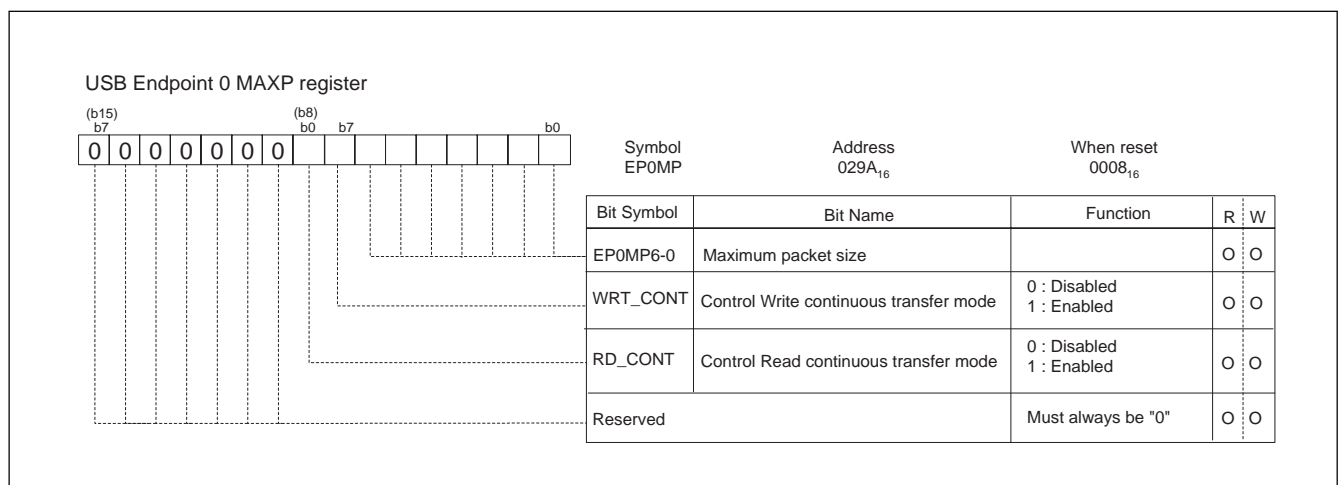 USB Endpoint 0 MAXP register
(b15) (b8)
b7 b0 b7 b0
0 0 0 0 0 0 0
Symbol Address When reset
EP0MP 029A₁₆ 0008₁₆
Bit Symbol Bit Name Function R W
EP0MP6-0 Maximum packet size O O
WRT_CONT Control Write continuous transfer mode 0 : Disabled
1 : Enabled O O
RD_CONT Control Read continuous transfer mode 0 : Disabled
1 : Enabled O O
Reserved Must always be "0" O O